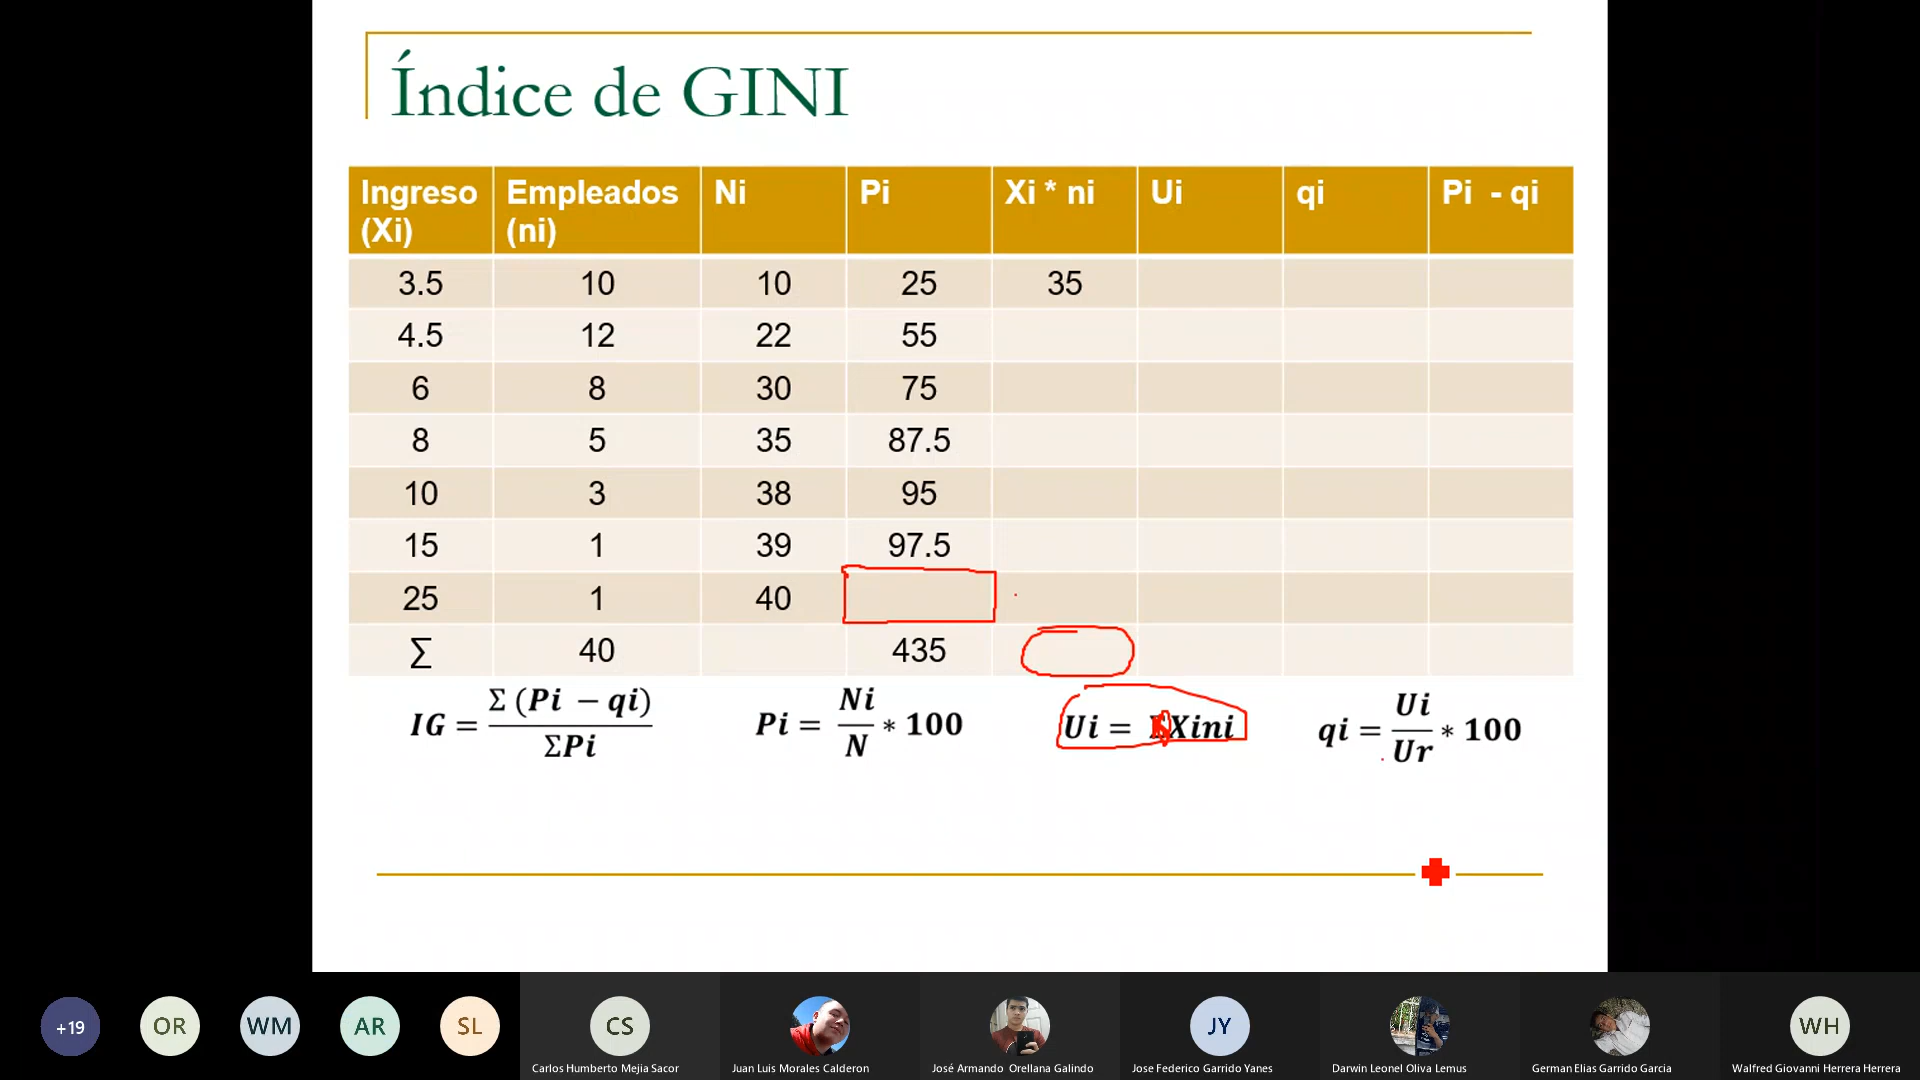 Índice de GINI
Ingreso (Xi) Empleados (ni) Ni Pi Xi * ni Ui qi Pi - qi
3.5 10 10 25 35
4.5 12 22 55
6 8 30 75
8 5 35 87.5
10 3 38 95
15 1 39 97.5
25 1 40
∑ 40 435
IG = Σ (Pi − qi) / ΣPi Pi = Ni / N * 100 Ui = Xini qi = Ui / Ur * 100
+19 OR WM AR SL CS JY WH
Carlos Humberto Mejia Sacor Juan Luis Morales Calderon José Armando Orellana Galindo Jose Federico Garrido Yanes Darwin Leonel Oliva Lemus German Elias Garrido Garcia Walfred Giovanni Herrera Herrera